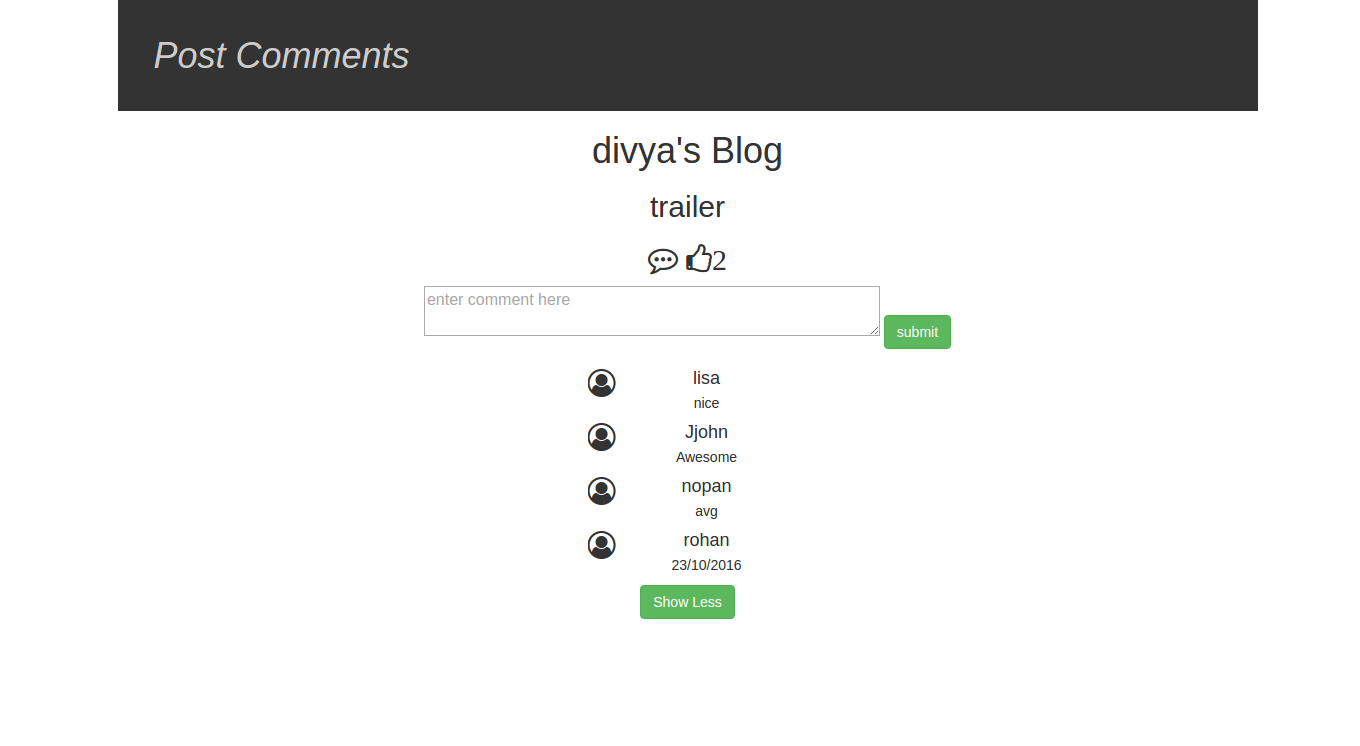 Post Comments
divya's Blog
trailer
2
enter comment here
submit
lisa
nice
Jjohn
Awesome
nopan
avg
rohan
23/10/2016
Show Less